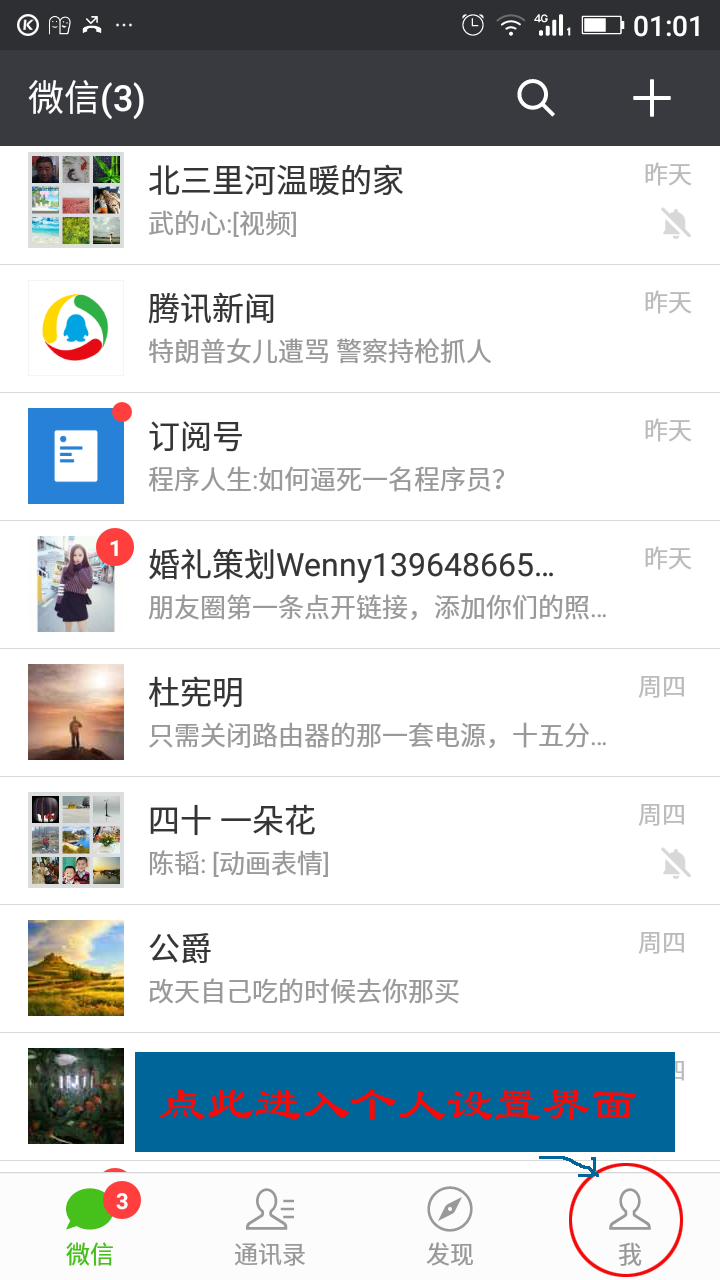 4G 1 01:01
微信(3)
北三里河温暖的家
昨天
武的心:[视频]
腾讯新闻
昨天
特朗普女儿遭骂 警察持枪抓人
订阅号
昨天
程序人生:如何逼死一名程序员?
1
婚礼策划Wenny139648665...
昨天
朋友圈第一条点开链接，添加你们的照...
杜宪明
周四
只需关闭路由器的那一套电源，十五分...
四十 一朵花
周四
陈韬: [动画表情]
公爵
周四
改天自己吃的时候去你那买
四
点此进入个人设置界面
3
微信
通讯录
发现
我